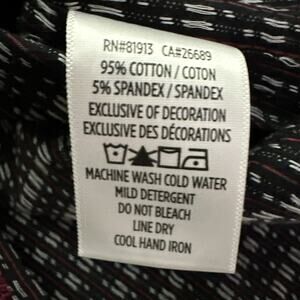 RN#81913 CA#26689
95% COTTON / COTON
5% SPANDEX / SPANDEX
EXCLUSIVE OF DECORATION
EXCLUSIVE DES DÉCORATIONS
MACHINE WASH COLD WATER
MILD DETERGENT
DO NOT BLEACH
LINE DRY
COOL HAND IRON